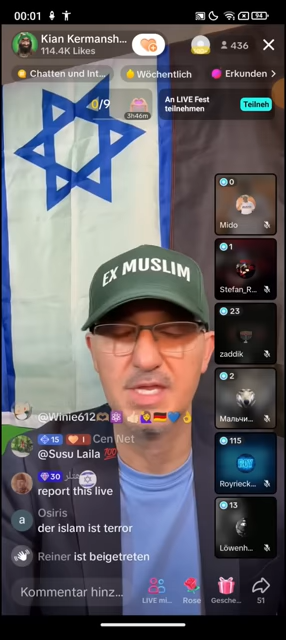 00:01
94
Kian Kermansh...
114.4K Likes
436
Chatten und Int...
Wöchentlich
Erkunden
0/9
3h46m
An LIVE Fest
teilnehmen
Teilneh
EX MUSLIM
0
Mido
1
Stefan_R...
23
zaddik
2
Мальчи...
115
Royrieck...
13
Löwenh...
@Winie612
15
1
Cen Net
@Susu Laila 💯
30
report this live
a
Osiris
der islam ist terror
Reiner ist beigetreten
Kommentar hinz...
LIVE mi...
Rose
Gesche...
51